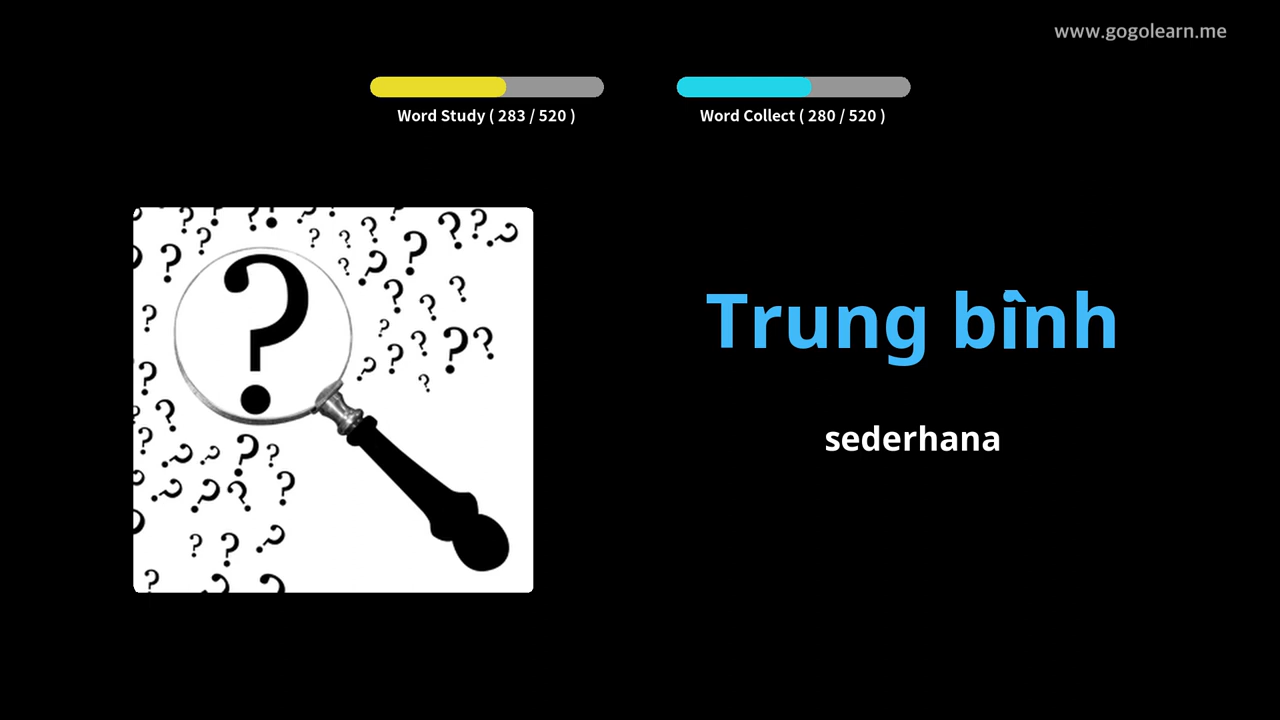 www.gogolearn.me
Word Study ( 283 / 520 )
Word Collect ( 280 / 520 )
Trung bình
sederhana